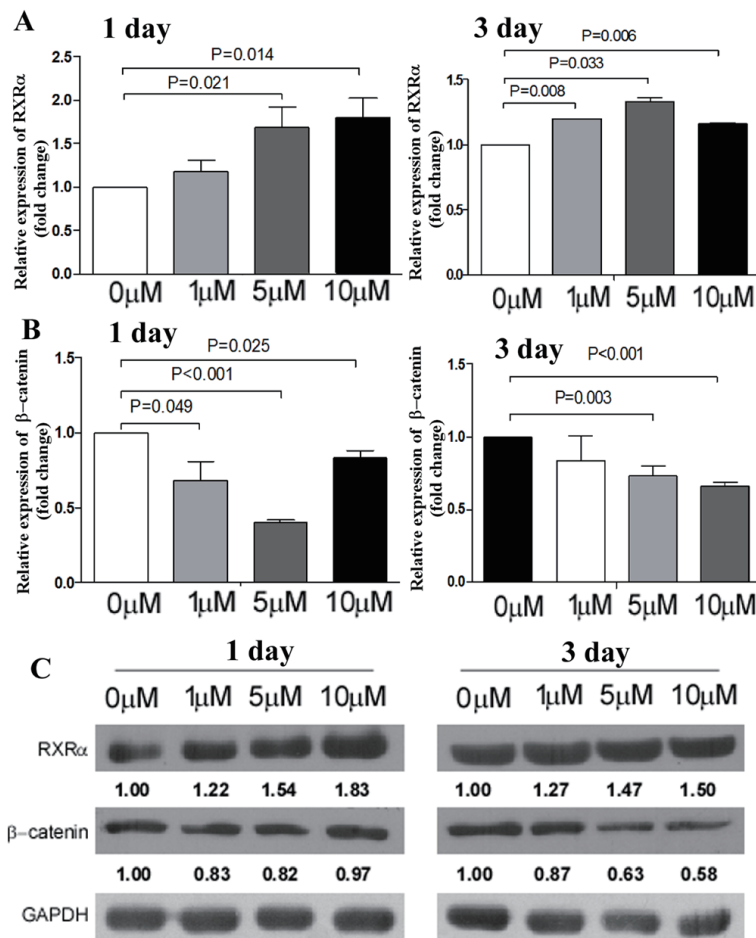 A
1 day
3 day
Relative expression of RXRα
(fold change)
2.5
2.0
1.5
1.0
0.5
0.0
P=0.014
P=0.021
0μM 1μM 5μM 10μM
Relative expression of RXRα
(fold change)
1.5
1.0
0.5
0.0
P=0.006
P=0.033
P=0.008
0μM 1μM 5μM 10μM
B
1 day
3 day
Relative expression of β−catenin
(fold change)
1.5
1.0
0.5
0.0
P=0.025
P<0.001
P=0.049
0μM 1μM 5μM 10μM
Relative expression of β−catenin
(fold change)
1.5
1.0
0.5
0.0
P<0.001
P=0.003
0μM 1μM 5μM 10μM
C
1 day 3 day
0μM 1μM 5μM 10μM 0μM 1μM 5μM 10μM
RXRα
1.00 1.22 1.54 1.83 1.00 1.27 1.47 1.50
β−catenin
1.00 0.83 0.82 0.97 1.00 0.87 0.63 0.58
GAPDH